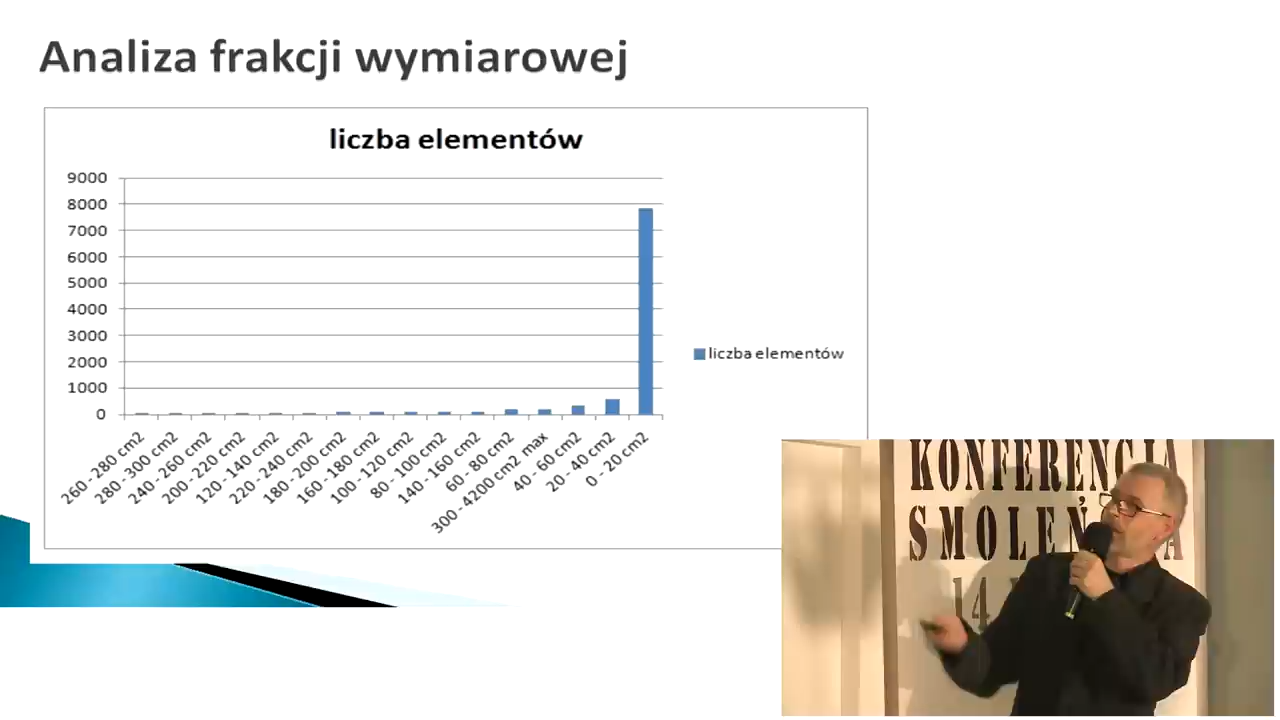 Analiza frakcji wymiarowej
liczba elementów
9000
8000
7000
6000
5000
4000
3000
2000
1000
0
liczba elementów
260 - 280 cm2
280 - 300 cm2
240 - 260 cm2
200 - 220 cm2
120 - 140 cm2
220 - 240 cm2
180 - 200 cm2
160 - 180 cm2
100 - 120 cm2
80 - 100 cm2
140 - 160 cm2
60 - 80 cm2
300 - 4200 cm2 max
40 - 60 cm2
20 - 40 cm2
0 - 20 cm2
KONFERENCJA
SMOLEŃ A
14